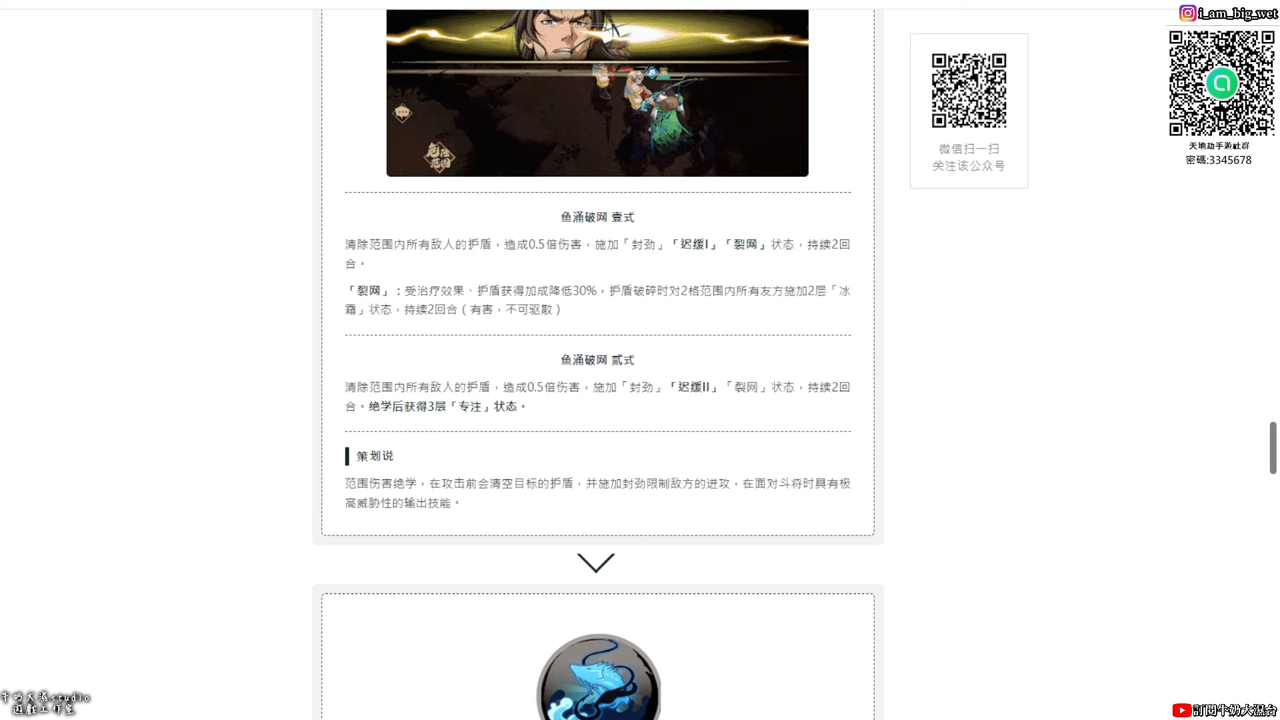 i_am_big_wet
天地劫手游社群
密碼:3345678
微信扫一扫
关注该公众号
鱼涌破网 壹式
清除范围内所有敌人的护盾，造成0.5倍伤害，施加「封劲」「迟缓I」「裂网」状态，持续2回
合。
「裂网」：受治疗效果、护盾获得加成降低30%，护盾破碎时对2格范围内所有友方施加2层「冰
霜」状态，持续2回合（有害，不可驱散）
鱼涌破网 贰式
清除范围内所有敌人的护盾，造成0.5倍伤害，施加「封劲」「迟缓II」「裂网」状态，持续2回
合。绝学后获得3层「专注」状态。
策划说
范围伤害绝学，在攻击前会清空目标的护盾，并施加封劲限制敌方的进攻，在面对斗将时具有极
高威胁性的输出技能。
studio
遊戲工作室
訂閱牛奶大濕爺